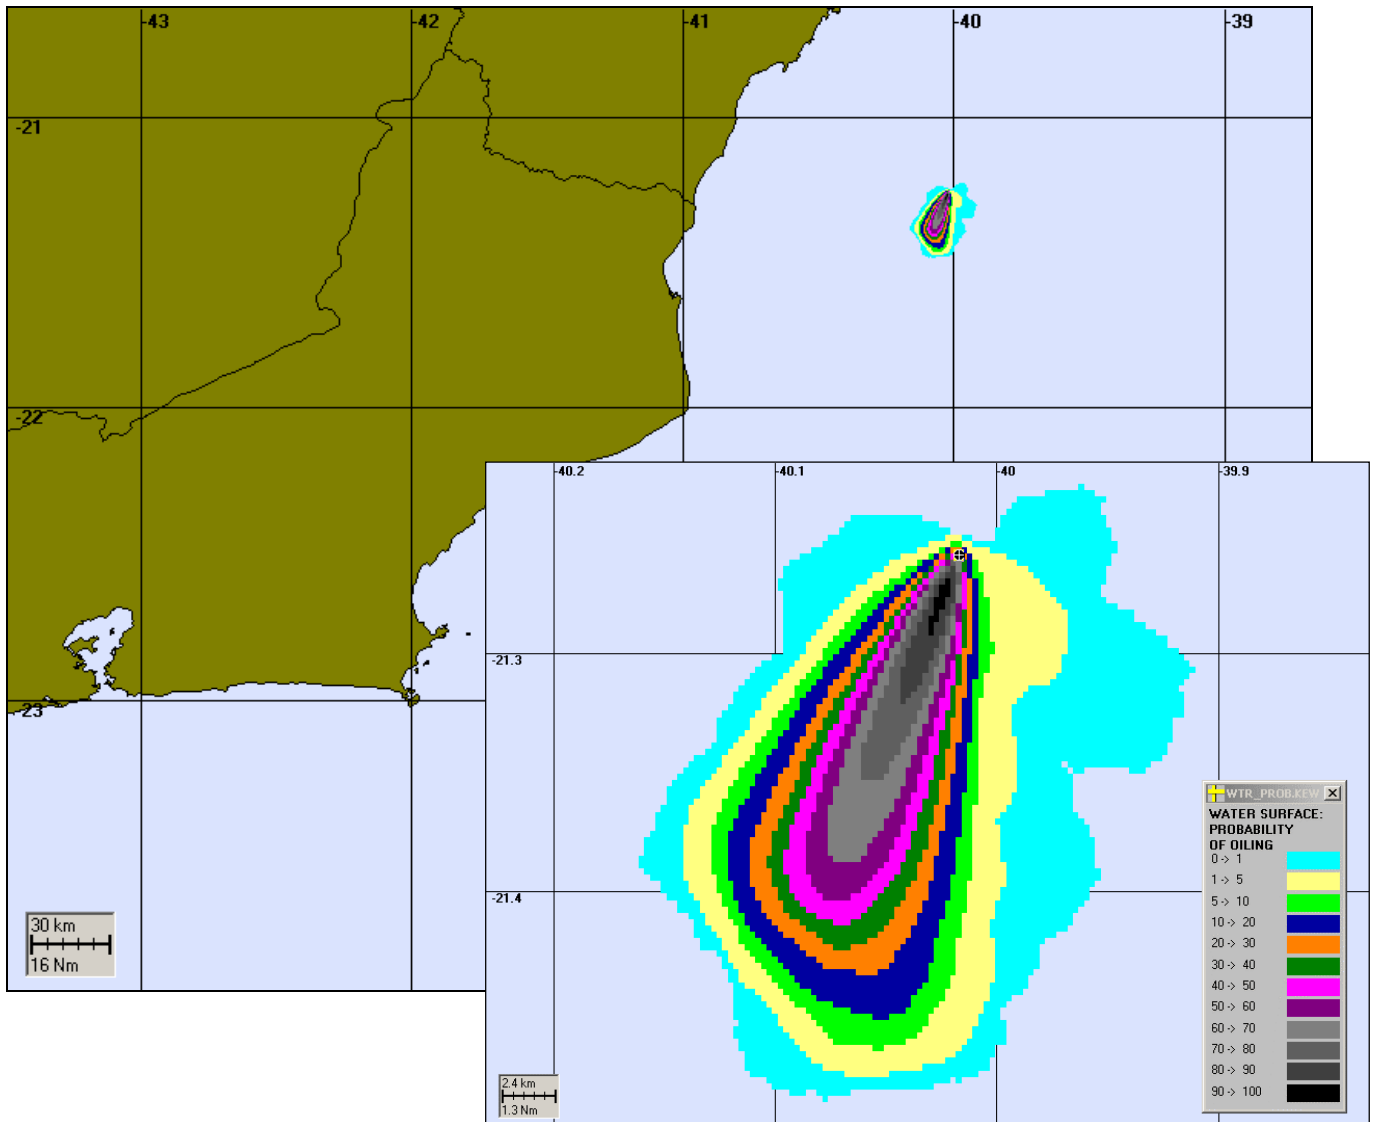 -43
-42
-41
-40
-39
-21
-22
-23
30 km
16 Nm
-40.2
-40.1
-40
-39.9
-21.3
-21.4
2.4 km
1.3 Nm
WTR_PROB.KEW
WATER SURFACE:
PROBABILITY
OF OILING
0 -> 1
1 -> 5
5 -> 10
10 -> 20
20 -> 30
30 -> 40
40 -> 50
50 -> 60
60 -> 70
70 -> 80
80 -> 90
90 -> 100